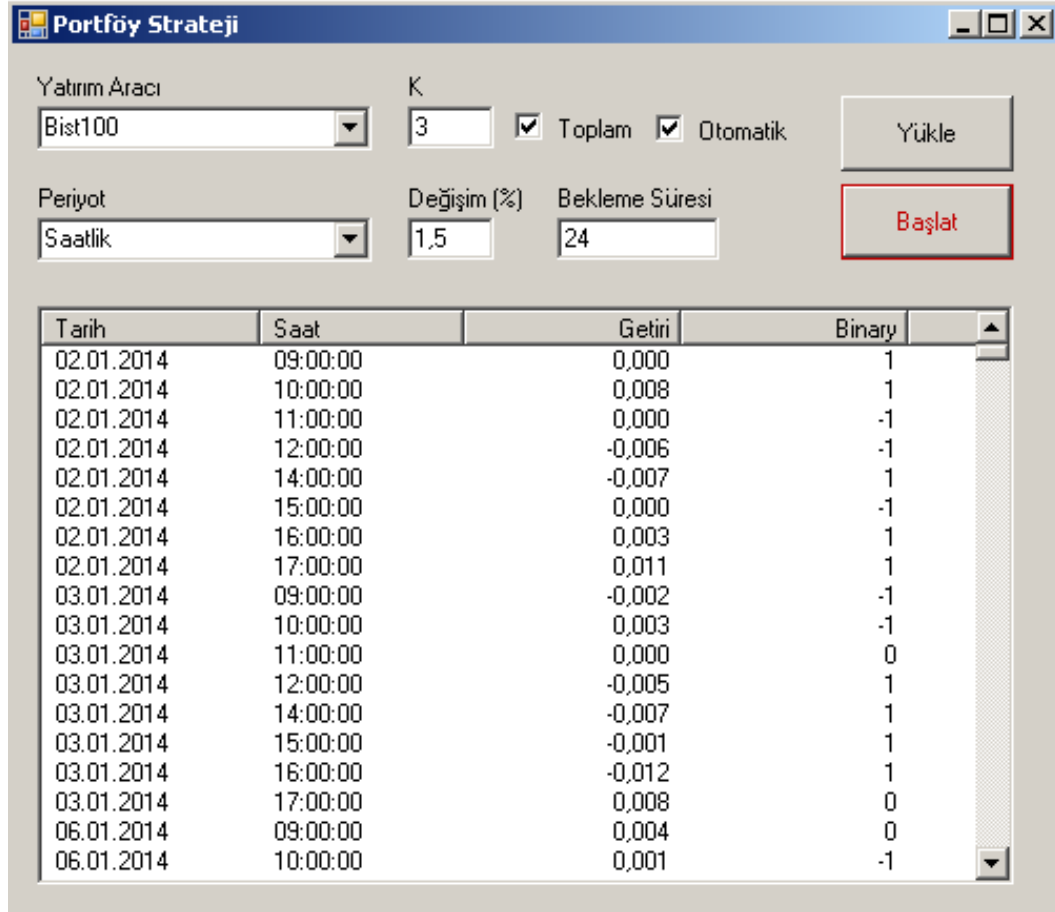 Portföy Strateji
Yatırım Aracı K
Bist100 3 Toplam Otomatik Yükle
Periyot Değişim (%) Bekleme Süresi
Saatlik 1,5 24 Başlat
Tarih Saat Getiri Binary
02.01.2014 09:00:00 0,000 1
02.01.2014 10:00:00 0,008 1
02.01.2014 11:00:00 0,000 -1
02.01.2014 12:00:00 -0,006 -1
02.01.2014 14:00:00 -0,007 1
02.01.2014 15:00:00 0,000 -1
02.01.2014 16:00:00 0,003 1
02.01.2014 17:00:00 0,011 1
03.01.2014 09:00:00 -0,002 -1
03.01.2014 10:00:00 0,003 -1
03.01.2014 11:00:00 0,000 0
03.01.2014 12:00:00 -0,005 1
03.01.2014 14:00:00 -0,007 1
03.01.2014 15:00:00 -0,001 1
03.01.2014 16:00:00 -0,012 1
03.01.2014 17:00:00 0,008 0
06.01.2014 09:00:00 0,004 0
06.01.2014 10:00:00 0,001 -1